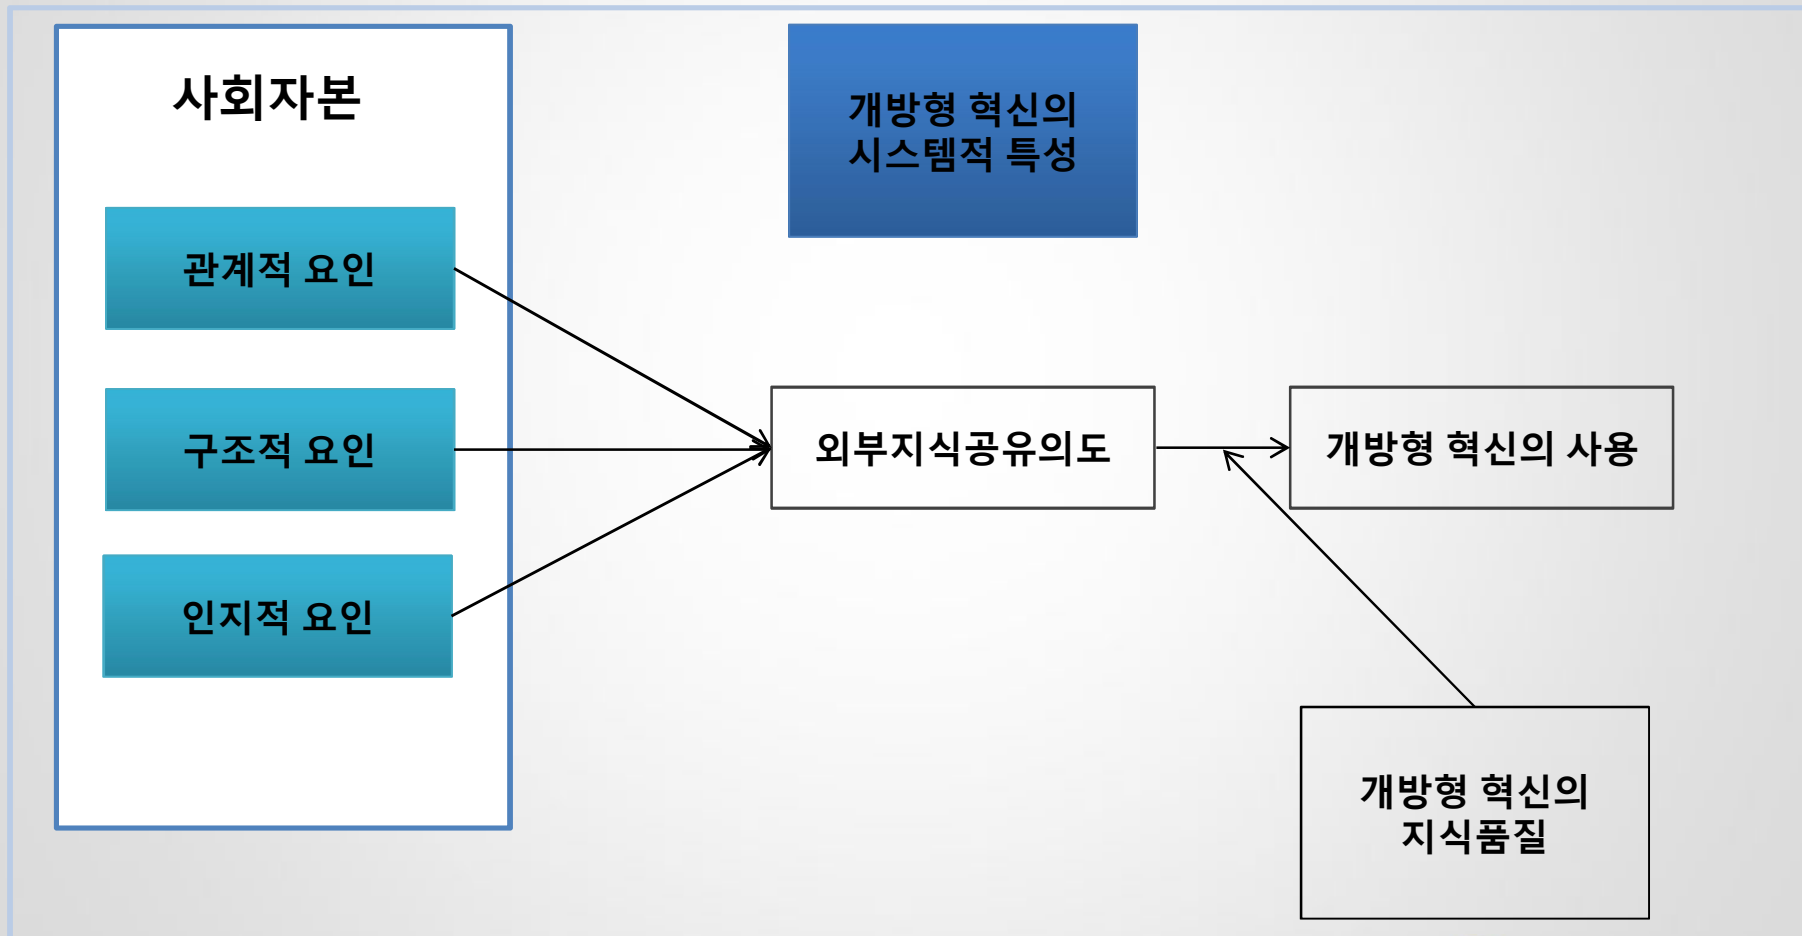 사회자본
관계적 요인
구조적 요인
인지적 요인
개방형 혁신의
시스템적 특성
외부지식공유의도
개방형 혁신의 사용
개방형 혁신의
지식품질